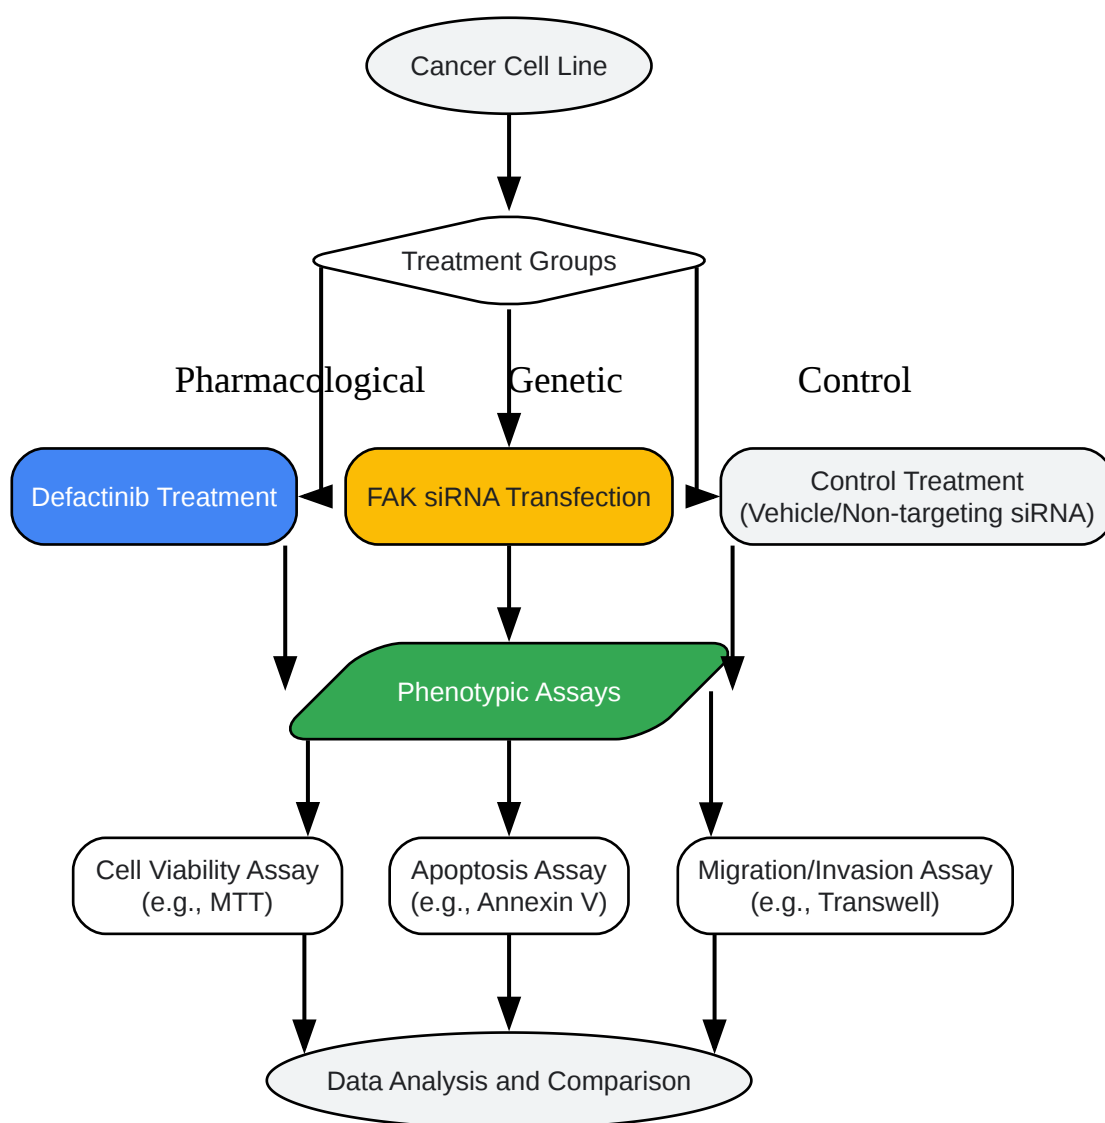 Cancer Cell Line
Treatment Groups
Pharmacological
Genetic
Control
Defactinib Treatment
FAK siRNA Transfection
Control Treatment
(Vehicle/Non-targeting siRNA)
Phenotypic Assays
Cell Viability Assay
(e.g., MTT)
Apoptosis Assay
(e.g., Annexin V)
Migration/Invasion Assay
(e.g., Transwell)
Data Analysis and Comparison